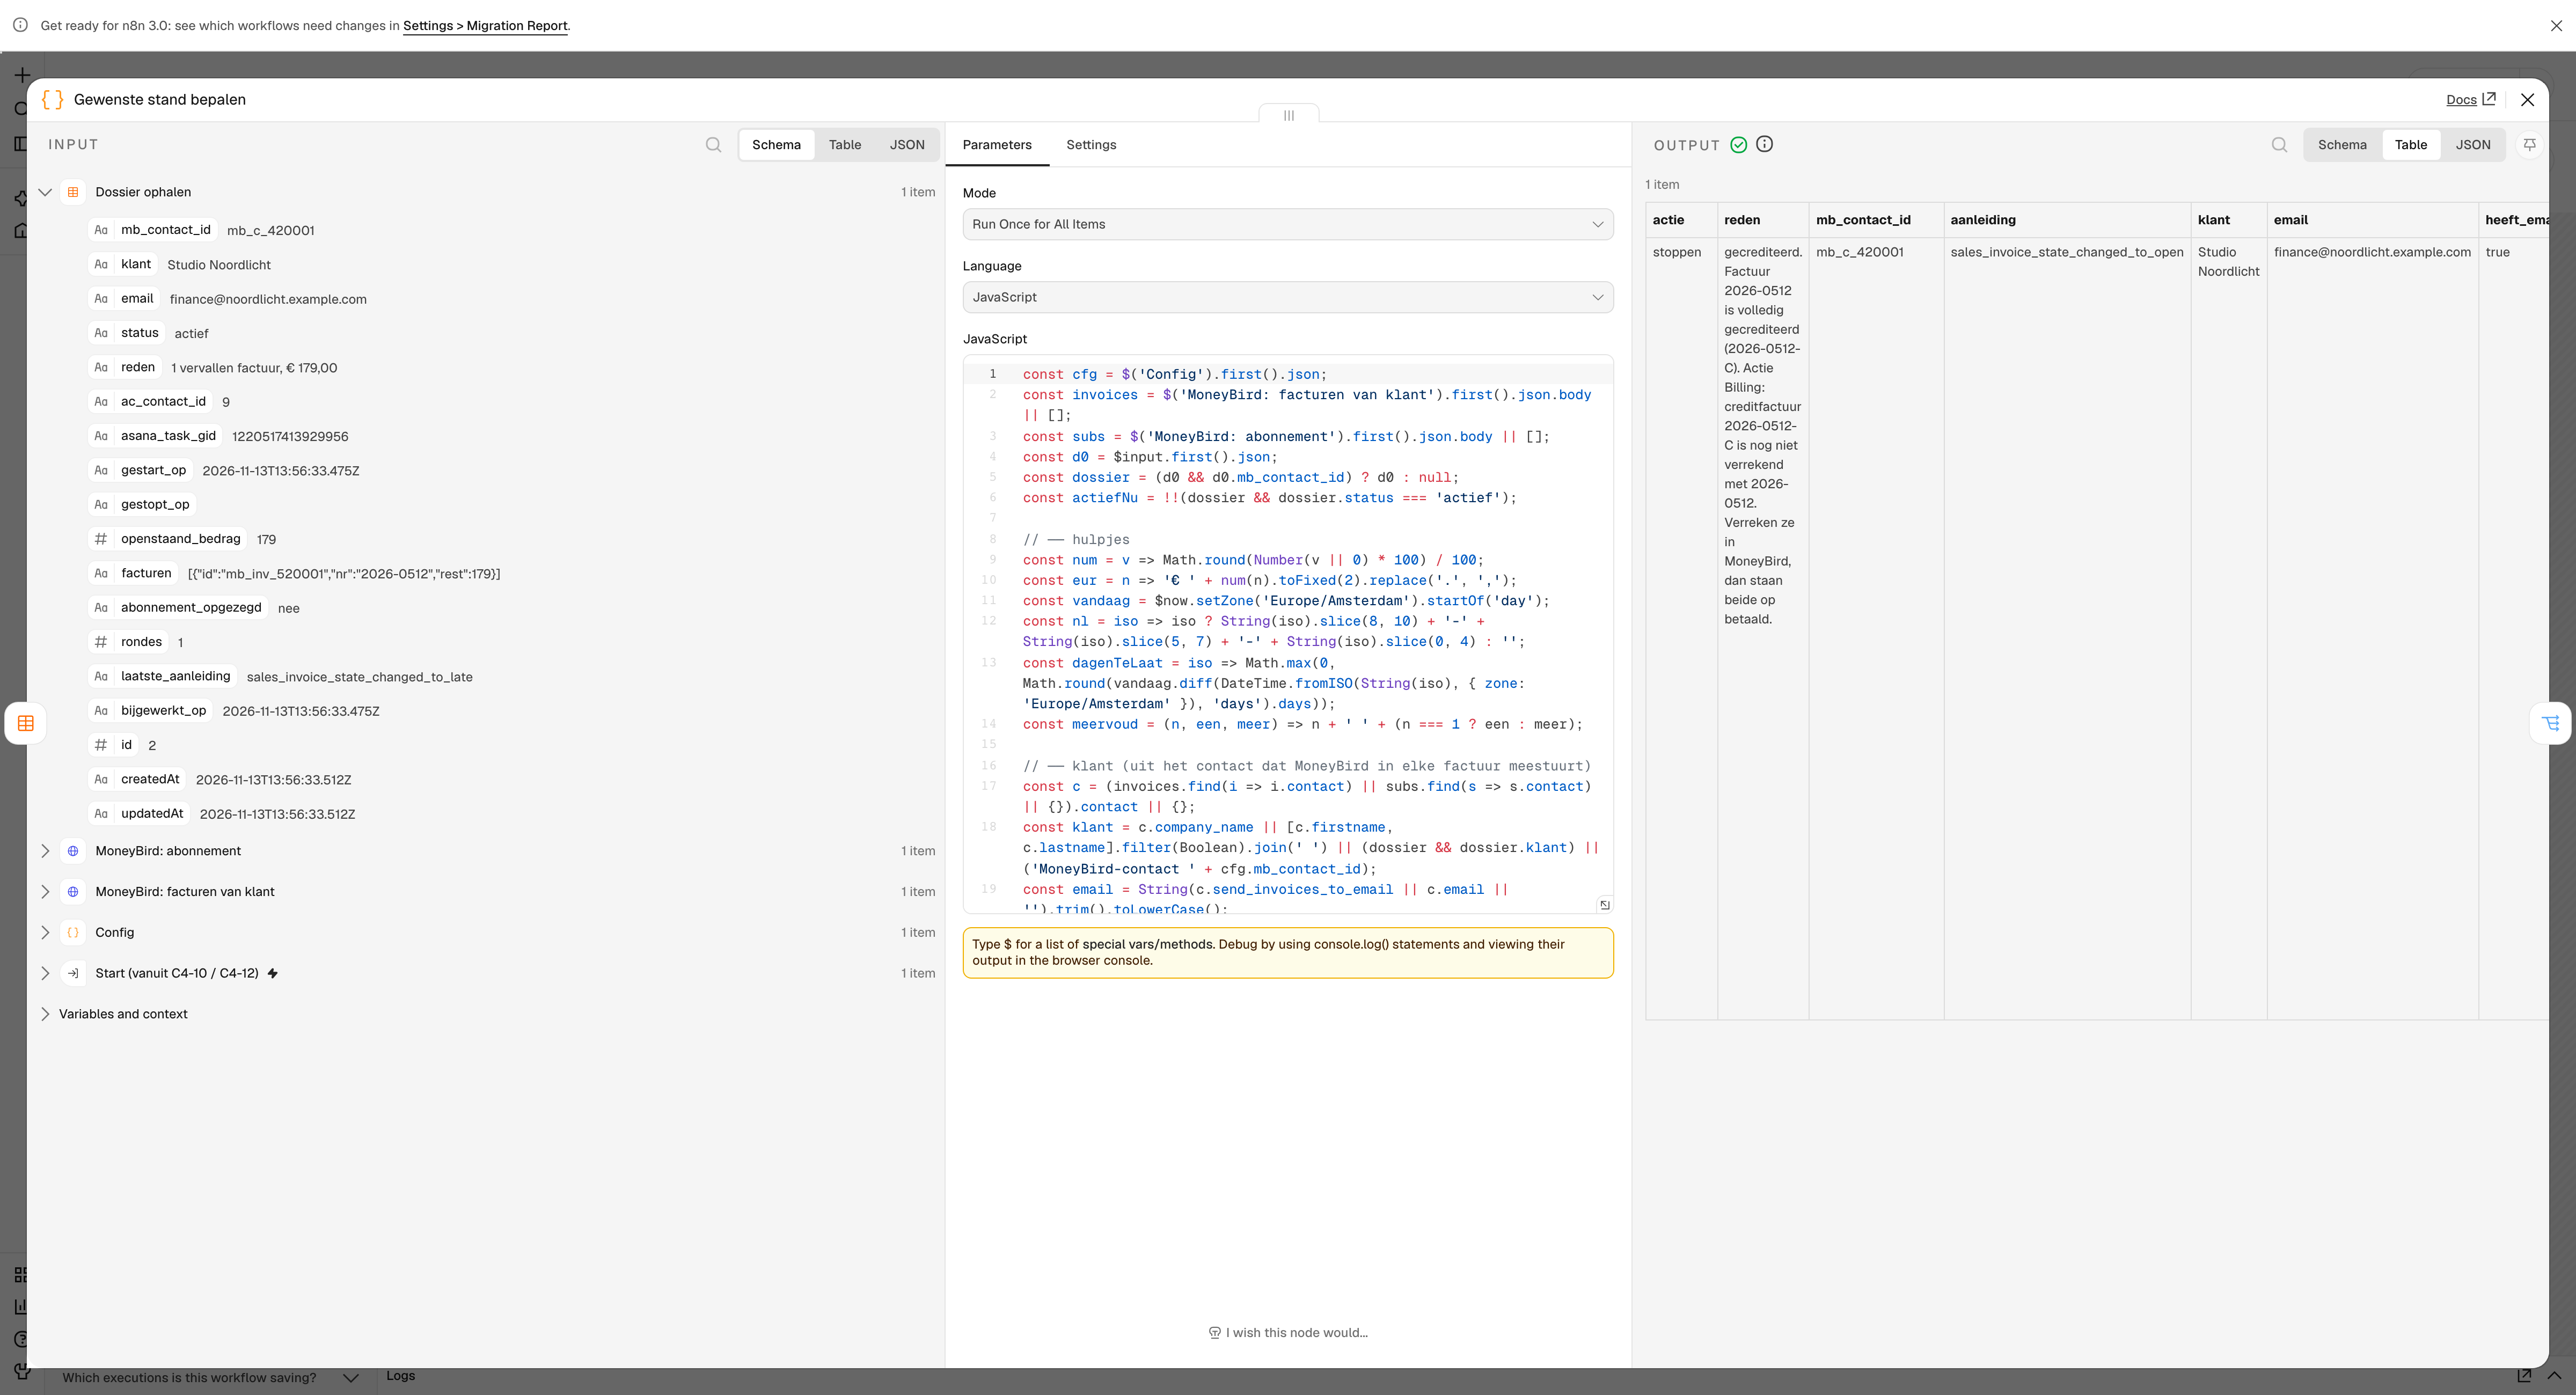 Get ready for n8n 3.0: see which workflows need changes in Settings > Migration Report.
Gewenste stand bepalen
Docs
INPUT
Schema
Table
JSON
Dossier ophalen
1 item
Aa mb_contact_id mb_c_420001
Aa klant Studio Noordlicht
Aa email finance@noordlicht.example.com
Aa status actief
Aa reden 1 vervallen factuur, € 179,00
Aa ac_contact_id 9
Aa asana_task_gid 1220517413929956
Aa gestart_op 2026-11-13T13:56:33.475Z
Aa gestopt_op
# openstaand_bedrag 179
Aa facturen [{"id":"mb_inv_520001","nr":"2026-0512","rest":179}]
Aa abonnement_opgezegd nee
# rondes 1
Aa laatste_aanleiding sales_invoice_state_changed_to_late
Aa bijgewerkt_op 2026-11-13T13:56:33.475Z
# id 2
Aa createdAt 2026-11-13T13:56:33.512Z
Aa updatedAt 2026-11-13T13:56:33.512Z
MoneyBird: abonnement 1 item
MoneyBird: facturen van klant 1 item
Config 1 item
Start (vanuit C4-10 / C4-12) 1 item
Variables and context
Parameters
Settings
Mode
Run Once for All Items
Language
JavaScript
JavaScript
1 const cfg = $('Config').first().json;
2 const invoices = $('MoneyBird: facturen van klant').first().json.body
|| [];
3 const subs = $('MoneyBird: abonnement').first().json.body || [];
4 const d0 = $input.first().json;
5 const dossier = (d0 && d0.mb_contact_id) ? d0 : null;
6 const actiefNu = !!(dossier && dossier.status === 'actief');
7
8 // — hulpjes
9 const num = v => Math.round(Number(v || 0) * 100) / 100;
10 const eur = n => '€ ' + num(n).toFixed(2).replace('.', ',');
11 const vandaag = $now.setZone('Europe/Amsterdam').startOf('day');
12 const nl = iso => iso ? String(iso).slice(8, 10) + '-' +
String(iso).slice(5, 7) + '-' + String(iso).slice(0, 4) : '';
13 const dagenTeLaat = iso => Math.max(0,
Math.round(vandaag.diff(DateTime.fromISO(String(iso), { zone:
'Europe/Amsterdam' }), 'days').days));
14 const meervoud = (n, een, meer) => n + ' ' + (n === 1 ? een : meer);
15
16 // — klant (uit het contact dat MoneyBird in elke factuur meestuurt)
17 const c = (invoices.find(i => i.contact) || subs.find(s => s.contact)
|| {}).contact || {};
18 const klant = c.company_name || [c.firstname,
c.lastname].filter(Boolean).join(' ') || (dossier && dossier.klant) ||
('MoneyBird-contact ' + cfg.mb_contact_id);
19 const email = String(c.send_invoices_to_email || c.email ||
'').trim().toLowerCase();
Type $ for a list of special vars/methods. Debug by using console.log() statements and viewing their
output in the browser console.
I wish this node would...
OUTPUT
Schema
Table
JSON
1 item
actie reden mb_contact_id aanleiding klant email heeft_ema
stoppen
gecrediteerd.
Factuur
2026-0512
is volledig
gecrediteerd
(2026-0512-
C). Actie
Billing:
creditfactuur
2026-0512-
C is nog niet
verrekend
met 2026-
0512.
Verreken ze
in
MoneyBird,
dan staan
beide op
betaald.
mb_c_420001
sales_invoice_state_changed_to_open
Studio
Noordlicht
finance@noordlicht.example.com
true
Which executions is this workflow saving?
Logs